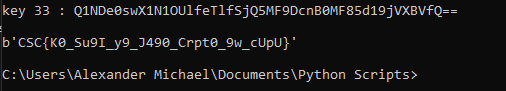 key 33 : Q1NDe0swX1N1OUlfeTlfSjQ5MF9DcnB0MF85d19jVXBVfQ==
b'CSC{K0_Su9I_y9_J490_Crpt0_9w_cUpU}'
C:\Users\Alexander Michael\Documents\Python Scripts>